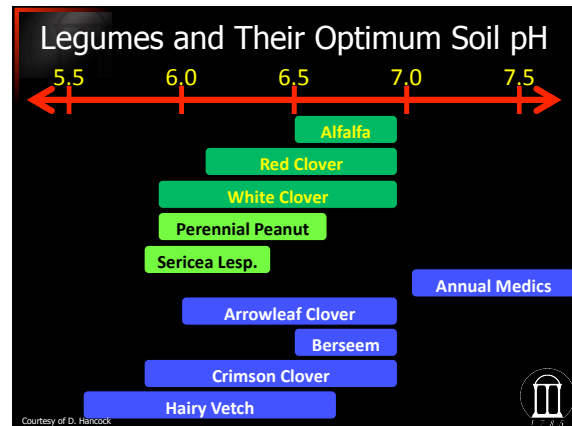 Legumes and Their Optimum Soil pH
5.5 6.0 6.5 7.0 7.5
Alfalfa
Red Clover
White Clover
Perennial Peanut
Sericea Lesp.
Annual Medics
Arrowleaf Clover
Berseem
Crimson Clover
Hairy Vetch
Courtesy of D. Hancock
1785